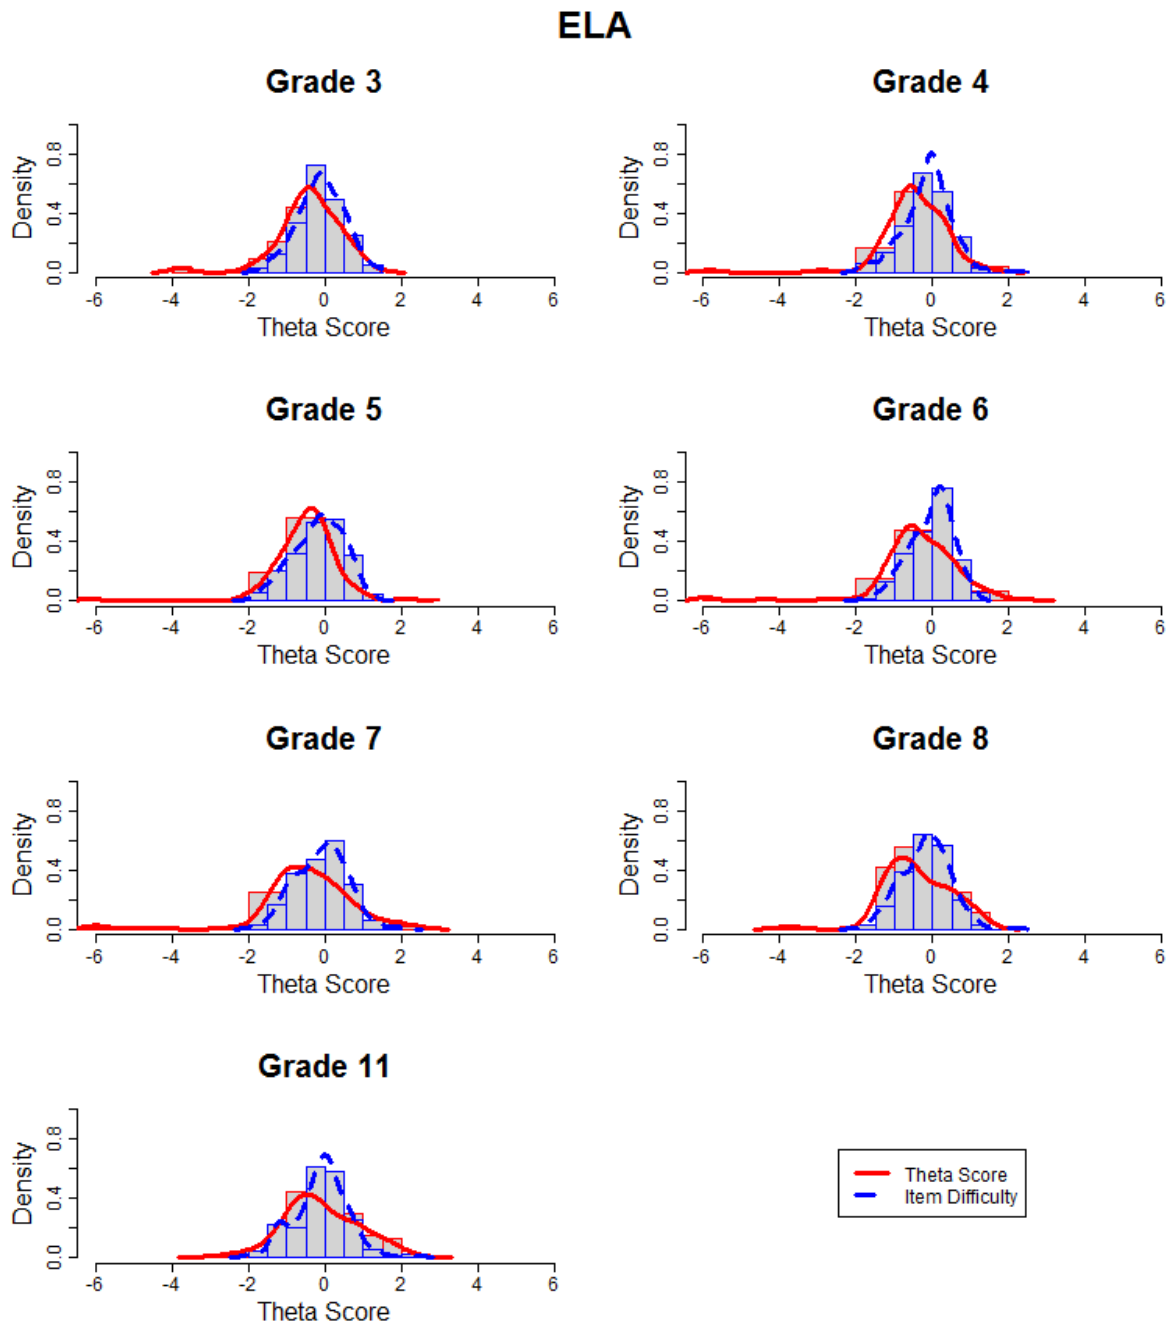 ELA
Grade 3
Density
0.0 0.4 0.8
-6 -4 -2 0 2 4 6
Theta Score
Grade 4
Density
0.0 0.4 0.8
-6 -4 -2 0 2 4 6
Theta Score
Grade 5
Density
0.0 0.4 0.8
-6 -4 -2 0 2 4 6
Theta Score
Grade 6
Density
0.0 0.4 0.8
-6 -4 -2 0 2 4 6
Theta Score
Grade 7
Density
0.0 0.4 0.8
-6 -4 -2 0 2 4 6
Theta Score
Grade 8
Density
0.0 0.4 0.8
-6 -4 -2 0 2 4 6
Theta Score
Grade 11
Density
0.0 0.4 0.8
-6 -4 -2 0 2 4 6
Theta Score
Theta Score
Item Difficulty